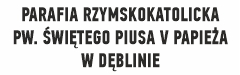 PARAFIA RZYMSKOKATOLICKA
PW. ŚWIĘTEGO PIUSA V PAPIEŻA
W DĘBLINIE